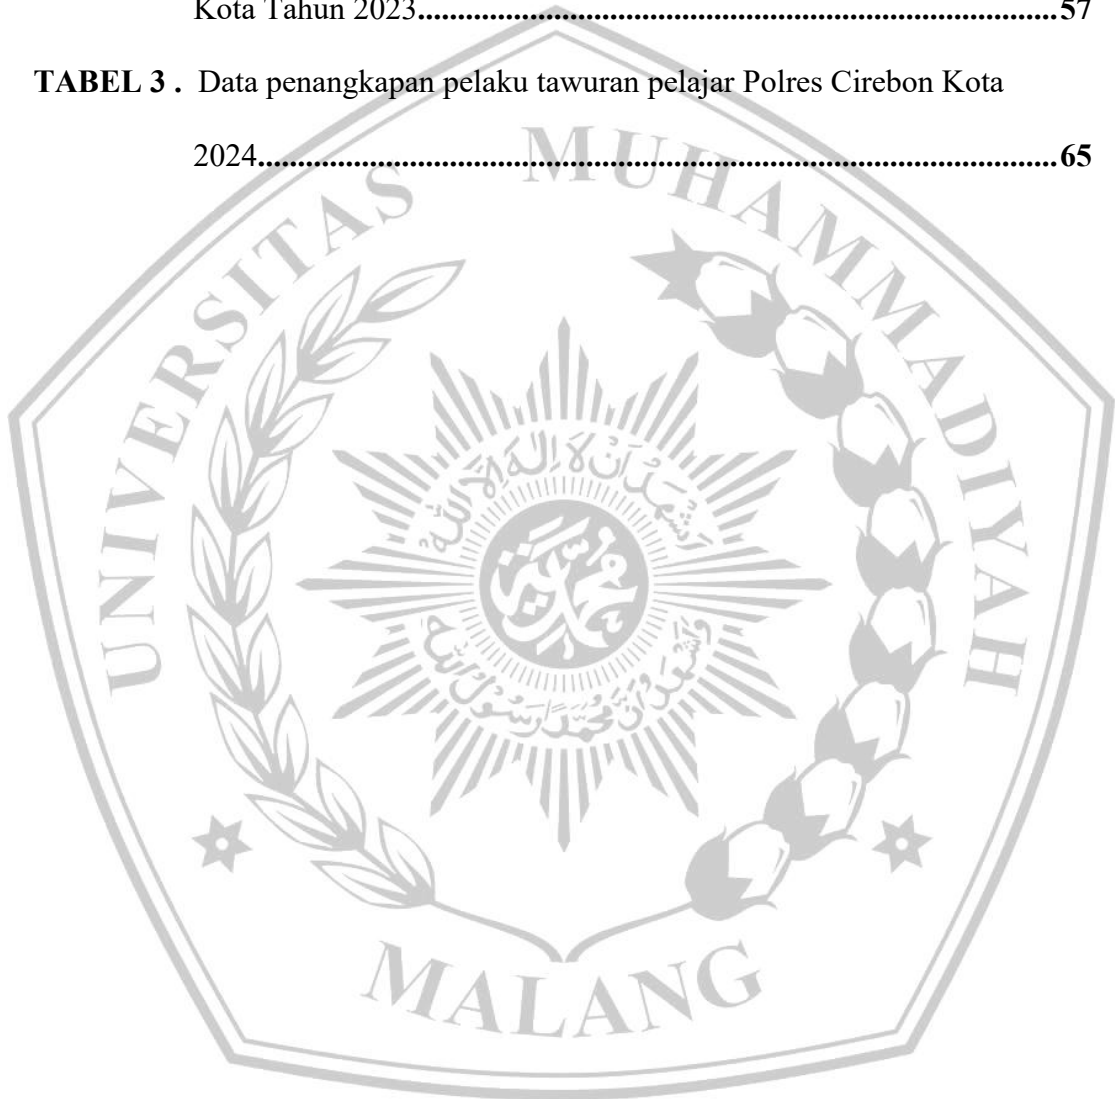 Kota Tahun 2023....................................................................57
TABEL 3 . Data penangkapan pelaku tawuran pelajar Polres Cirebon Kota
2024.....................................................................................65
UNIVERSITAS MUHAMMADIYAH
MALANG